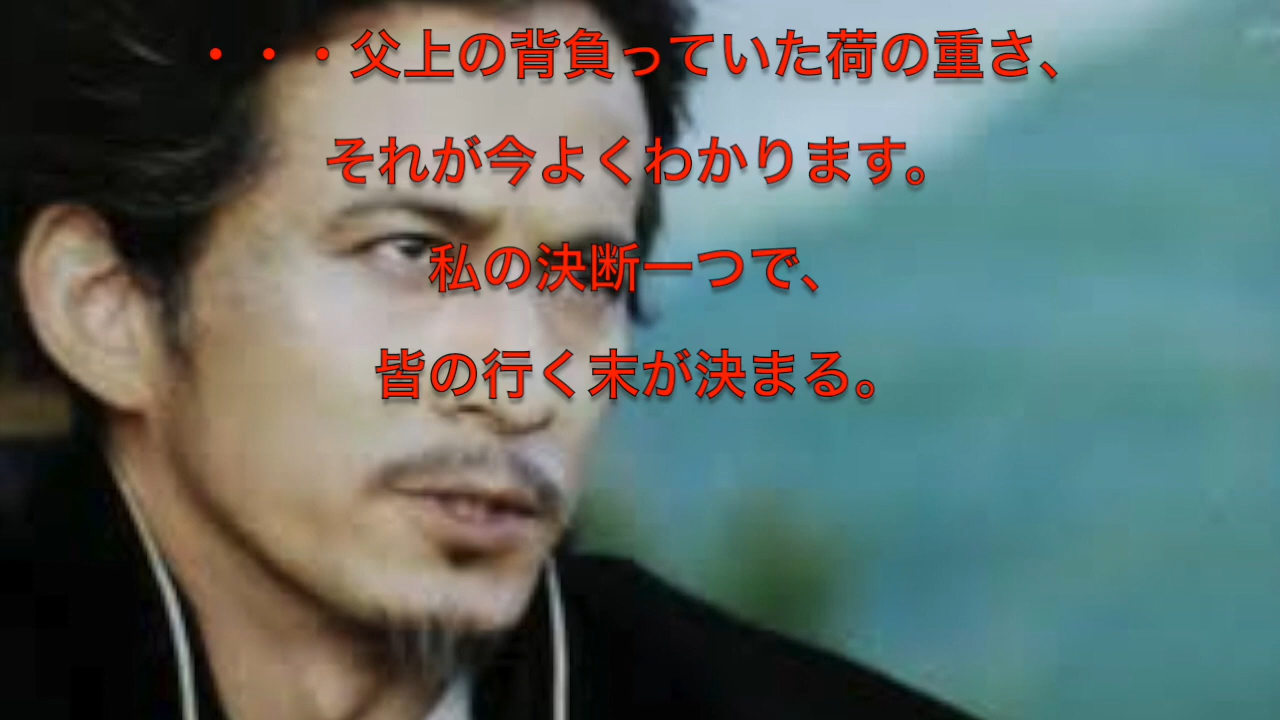 ・・・父上の背負っていた荷の重さ、
それが今よくわかります。
私の決断一つで、
皆の行く末が決まる。